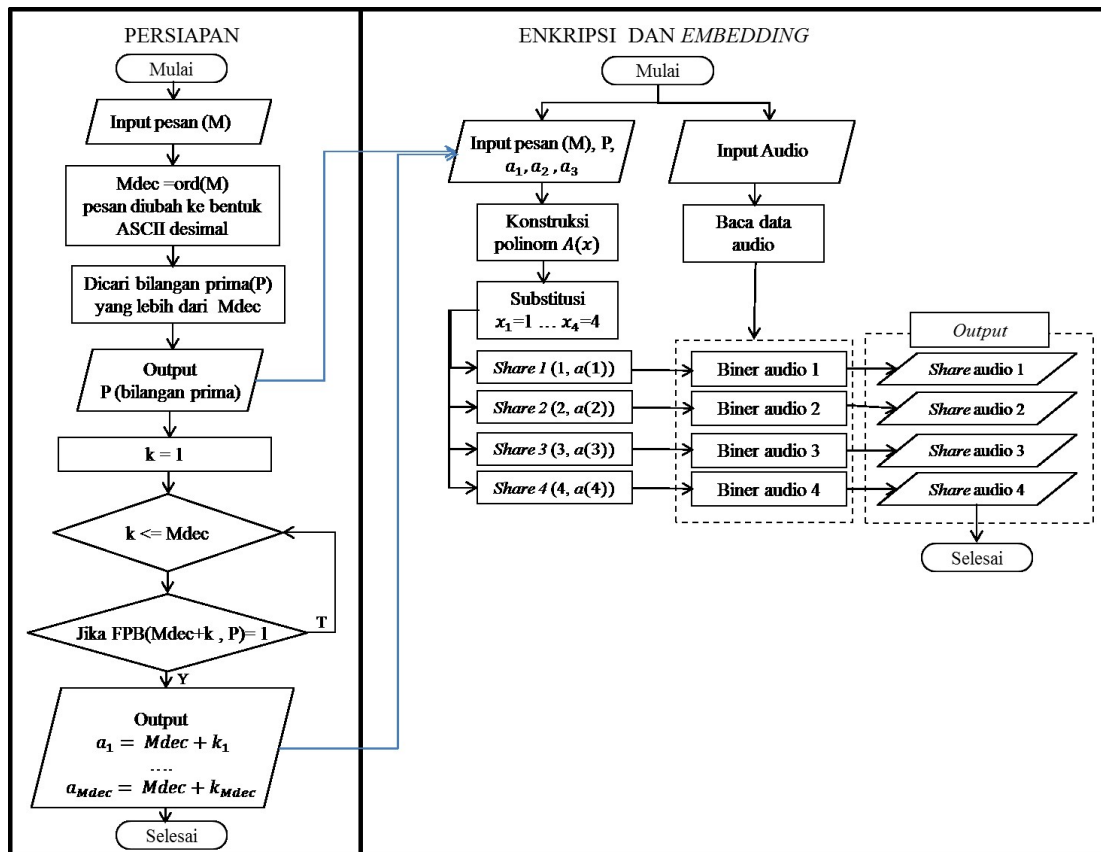 PERSIAPAN
Mulai
Input pesan (M)
Mdec =ord(M)
pesan diubah ke bentuk
ASCII desimal
Dicari bilangan prima(P)
yang lebih dari Mdec
Output
P (bilangan prima)
k = 1
k <= Mdec
Jika FPB(Mdec+k , P)= 1
T
Y
Output
a₁ = Mdec + k₁
....
a_Mdec = Mdec + k_Mdec
Selesai
ENKRIPSI DAN EMBEDDING
Mulai
Input pesan (M), P,
a₁, a₂ , a₃
Input Audio
Konstruksi
polinom A(x)
Baca data
audio
Substitusi
x₁=1 ... x₄=4
Output
Share 1 (1, a(1))
Biner audio 1
Share audio 1
Share 2 (2, a(2))
Biner audio 2
Share audio 2
Share 3 (3, a(3))
Biner audio 3
Share audio 3
Share 4 (4, a(4))
Biner audio 4
Share audio 4
Selesai